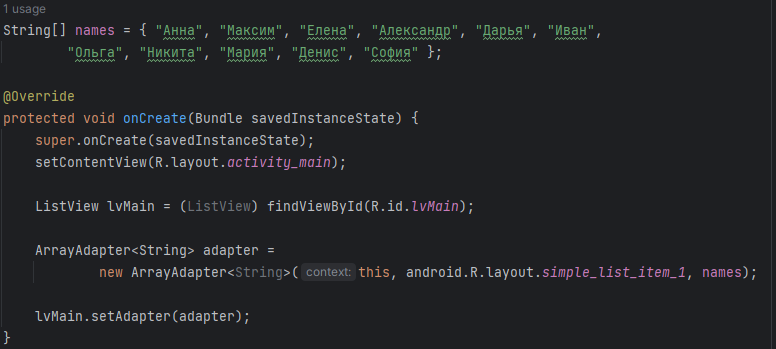 1 usage
String[] names = { "Анна", "Максим", "Елена", "Александр", "Дарья", "Иван",
"Ольга", "Никита", "Мария", "Денис", "София" };
@Override
protected void onCreate(Bundle savedInstanceState) {
super.onCreate(savedInstanceState);
setContentView(R.layout.activity_main);
ListView lvMain = (ListView) findViewById(R.id.lvMain);
ArrayAdapter<String> adapter =
new ArrayAdapter<String>( context: this, android.R.layout.simple_list_item_1, names);
lvMain.setAdapter(adapter);
}